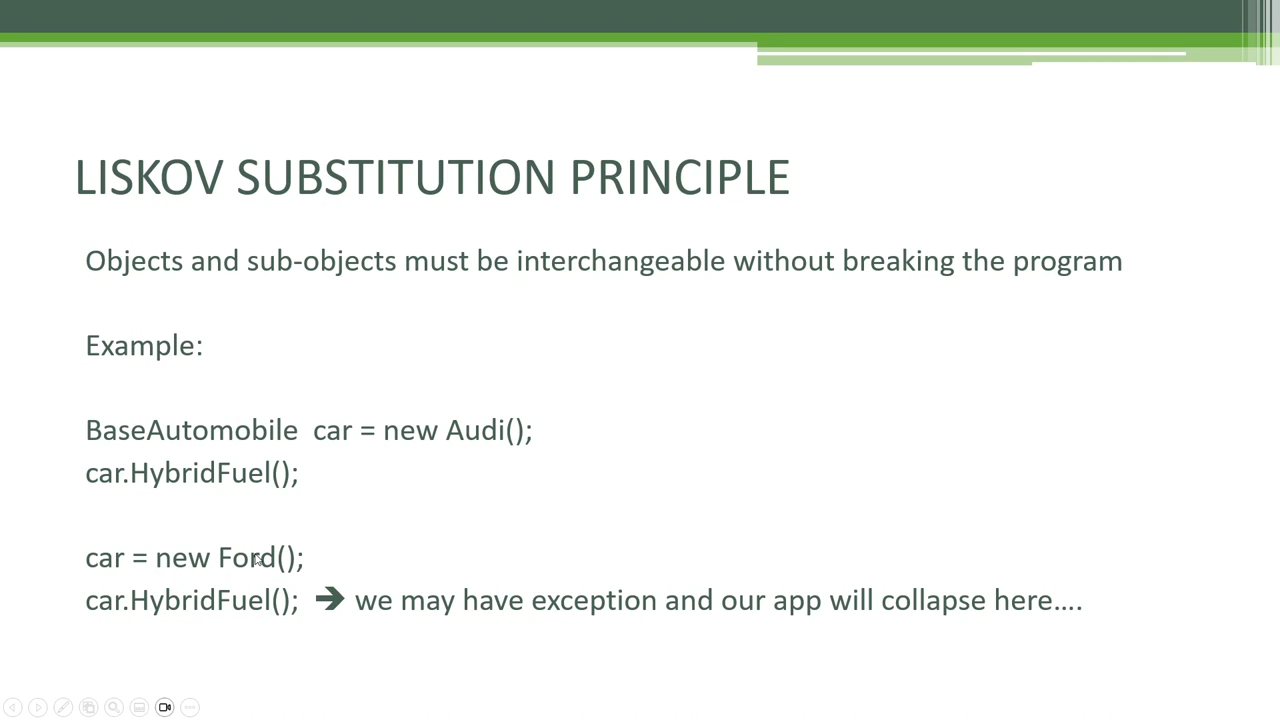 LISKOV SUBSTITUTION PRINCIPLE
Objects and sub-objects must be interchangeable without breaking the program
Example:
BaseAutomobile  car = new Audi();
car.HybridFuel();
car = new Ford();
car.HybridFuel(); ➔ we may have exception and our app will collapse here....